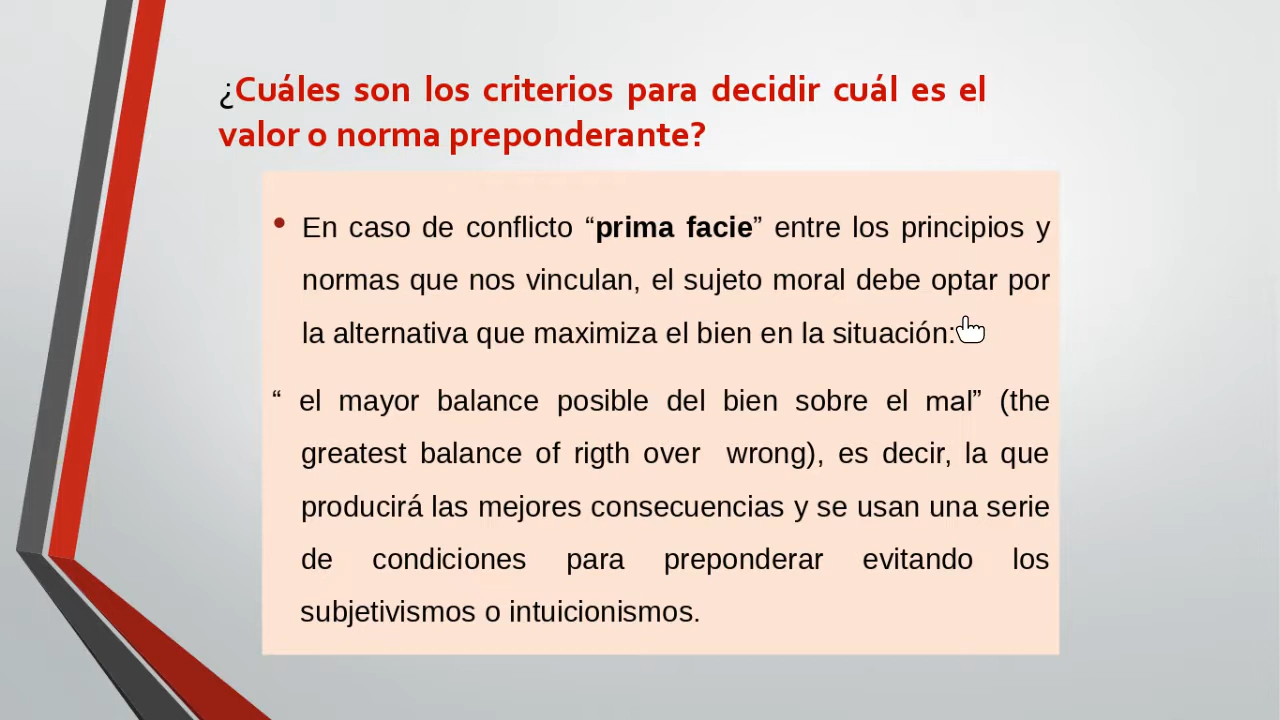 ¿Cuáles son los criterios para decidir cuál es el
valor o norma preponderante?
• En caso de conflicto “prima facie” entre los principios y
normas que nos vinculan, el sujeto moral debe optar por
la alternativa que maximiza el bien en la situación:
“ el mayor balance posible del bien sobre el mal” (the
greatest balance of rigth over wrong), es decir, la que
producirá las mejores consecuencias y se usan una serie
de condiciones para preponderar evitando los
subjetivismos o intuicionismos.